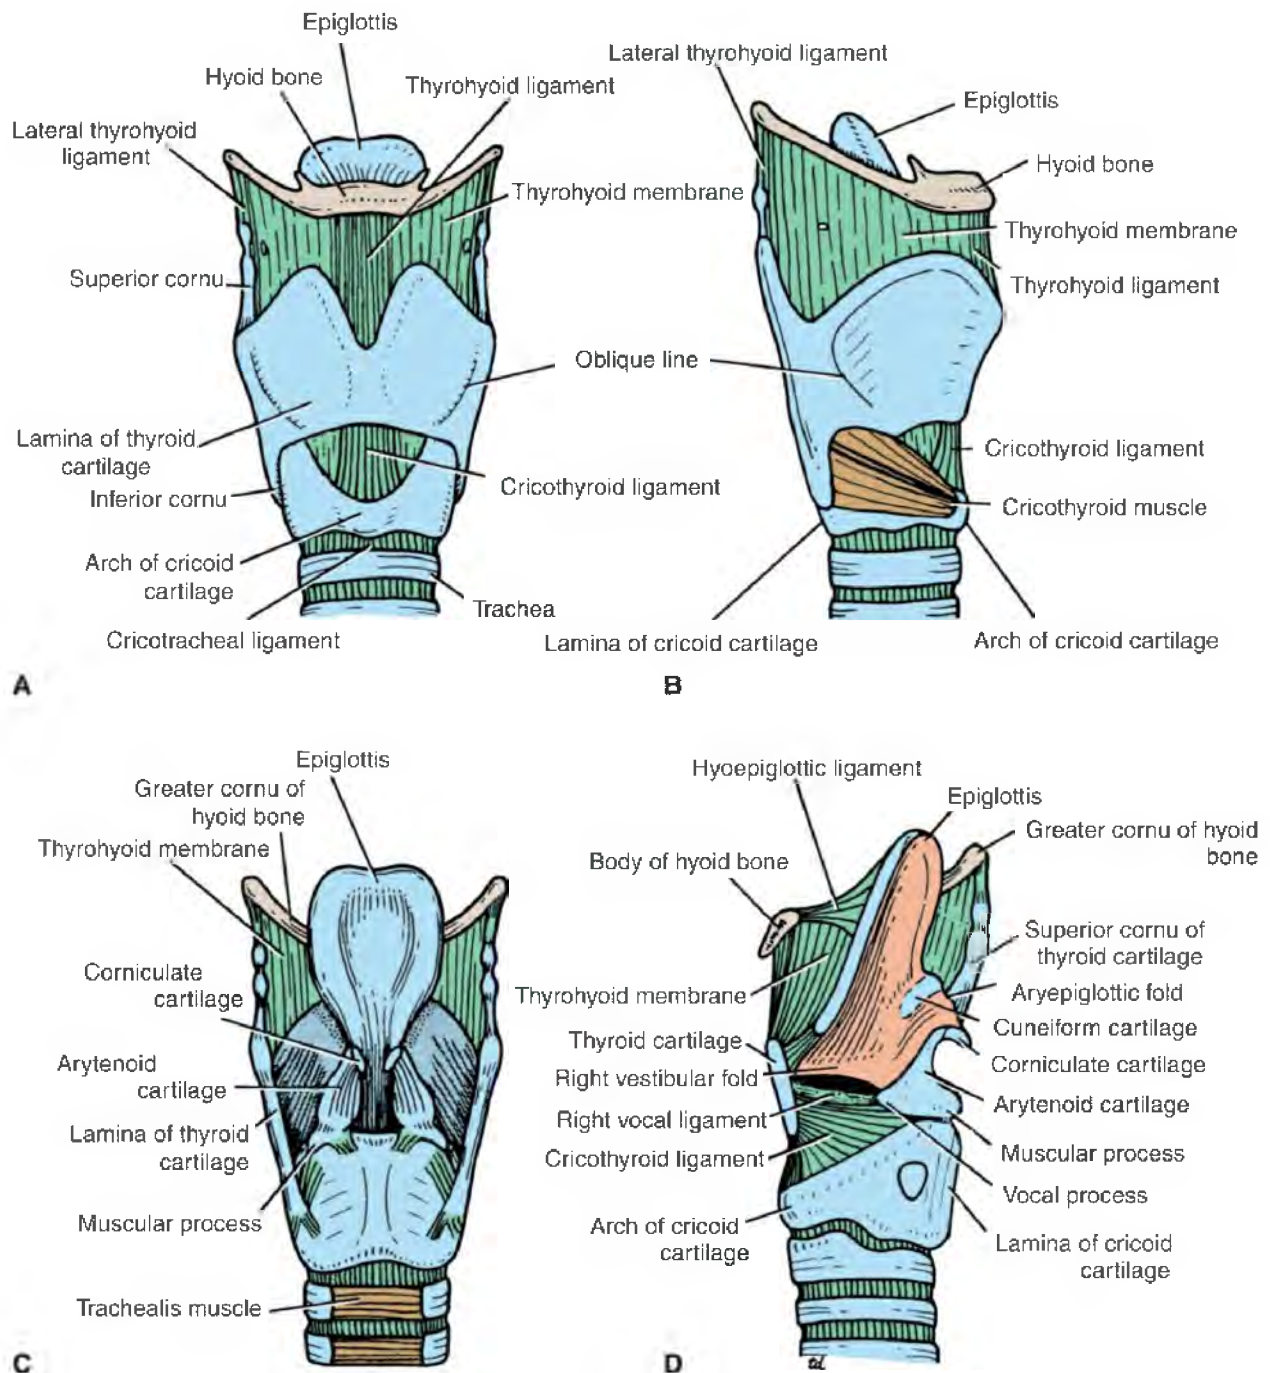 Epiglottis
Hyoid bone
Thyrohyoid ligament
Lateral thyrohyoid
ligament
Thyrohyoid membrane
Superior cornu
Oblique line
Lamina of thyroid
cartilage
Inferior cornu
Cricothyroid ligament
Arch of cricoid
cartilage
Trachea
Cricotracheal ligament
A
Lateral thyrohyoid ligament
Epiglottis
Hyoid bone
Thyrohyoid membrane
Thyrohyoid ligament
Cricothyroid ligament
Cricothyroid muscle
Lamina of cricoid cartilage
Arch of cricoid cartilage
B
Epiglottis
Greater cornu of
hyoid bone
Thyrohyoid membrane
Corniculate
cartilage
Arytenoid
cartilage
Lamina of thyroid
cartilage
Muscular process
Trachealis muscle
C
Hyoepiglottic ligament
Epiglottis
Greater cornu of hyoid
bone
Body of hyoid bone
Superior cornu of
thyroid cartilage
Thyrohyoid membrane
Aryepiglottic fold
Cuneiform cartilage
Thyroid cartilage
Corniculate cartilage
Right vestibular fold
Arytenoid cartilage
Right vocal ligament
Muscular process
Cricothyroid ligament
Vocal process
Arch of cricoid
cartilage
Lamina of cricoid
cartilage
D